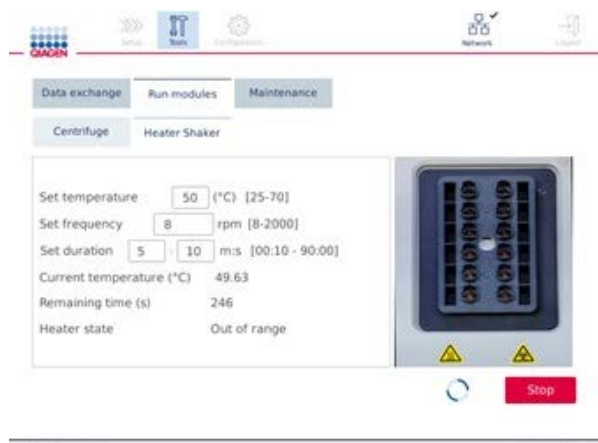 Setup
Tools
Configuration
Network
Logout
QIAGEN
Data exchange Run modules Maintenance
Centrifuge Heater Shaker
Set temperature 50 (°C) [25-70]
Set frequency 8 rpm [8-2000]
Set duration 5 : 10 m:s [00:10 - 90:00]
Current temperature (°C) 49.63
Remaining time (s) 246
Heater state Out of range
Stop